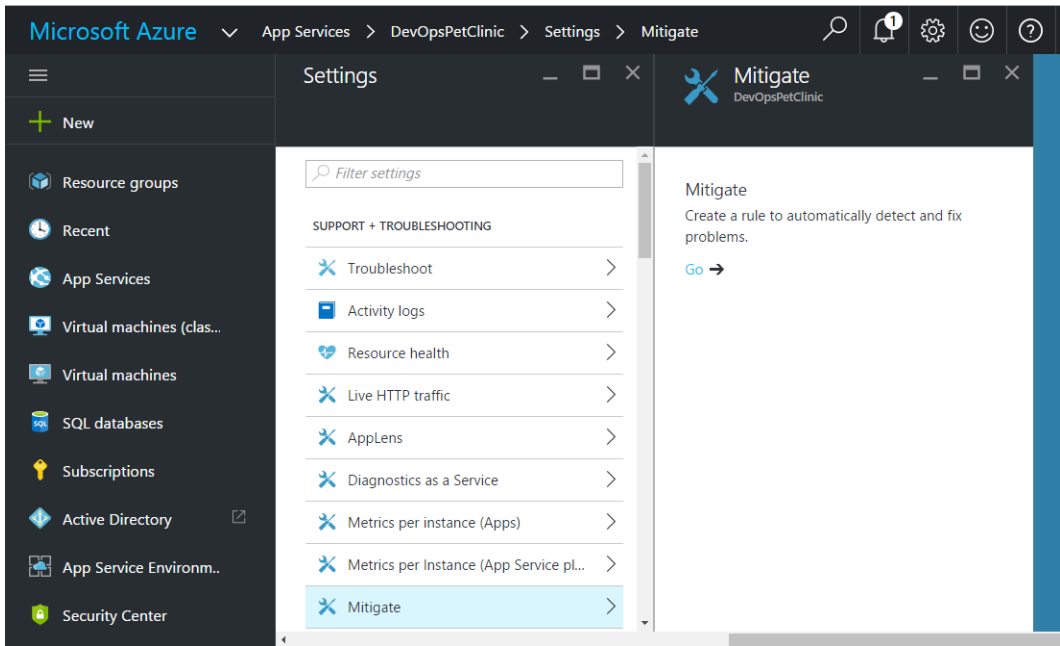 Microsoft Azure App Services > DevOpsPetClinic > Settings > Mitigate 1
New
Resource groups
Recent
App Services
Virtual machines (clas...
Virtual machines
SQL
SQL databases
Subscriptions
Active Directory
App Service Environm..
Security Center
Settings
Filter settings
SUPPORT + TROUBLESHOOTING
Troubleshoot
Activity logs
Resource health
Live HTTP traffic
AppLens
Diagnostics as a Service
Metrics per instance (Apps)
Metrics per Instance (App Service pl...
Mitigate
Mitigate
DevOpsPetClinic
Mitigate
Create a rule to automatically detect and fix
problems.
Go →